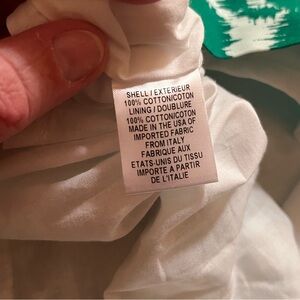 SHELL / EXTERIEUR
100% COTTON/COTON
LINING / DOUBLURE
100% COTTON/COTON
MADE IN THE USA OF
IMPORTED FABRIC
FROM ITALY
FABRIQUE AUX
ETATS-UNIS DU TISSU
IMPORTE A PARTIR
DE L'ITALIE